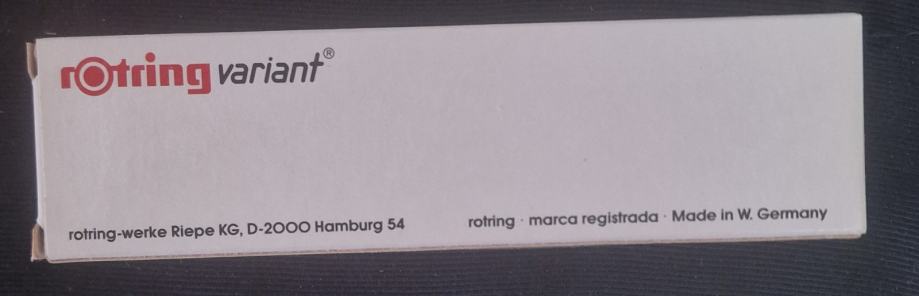 rotring variant®
rotring-werke Riepe KG, D-2000 Hamburg 54
rotring · marca registrada · Made in W. Germany